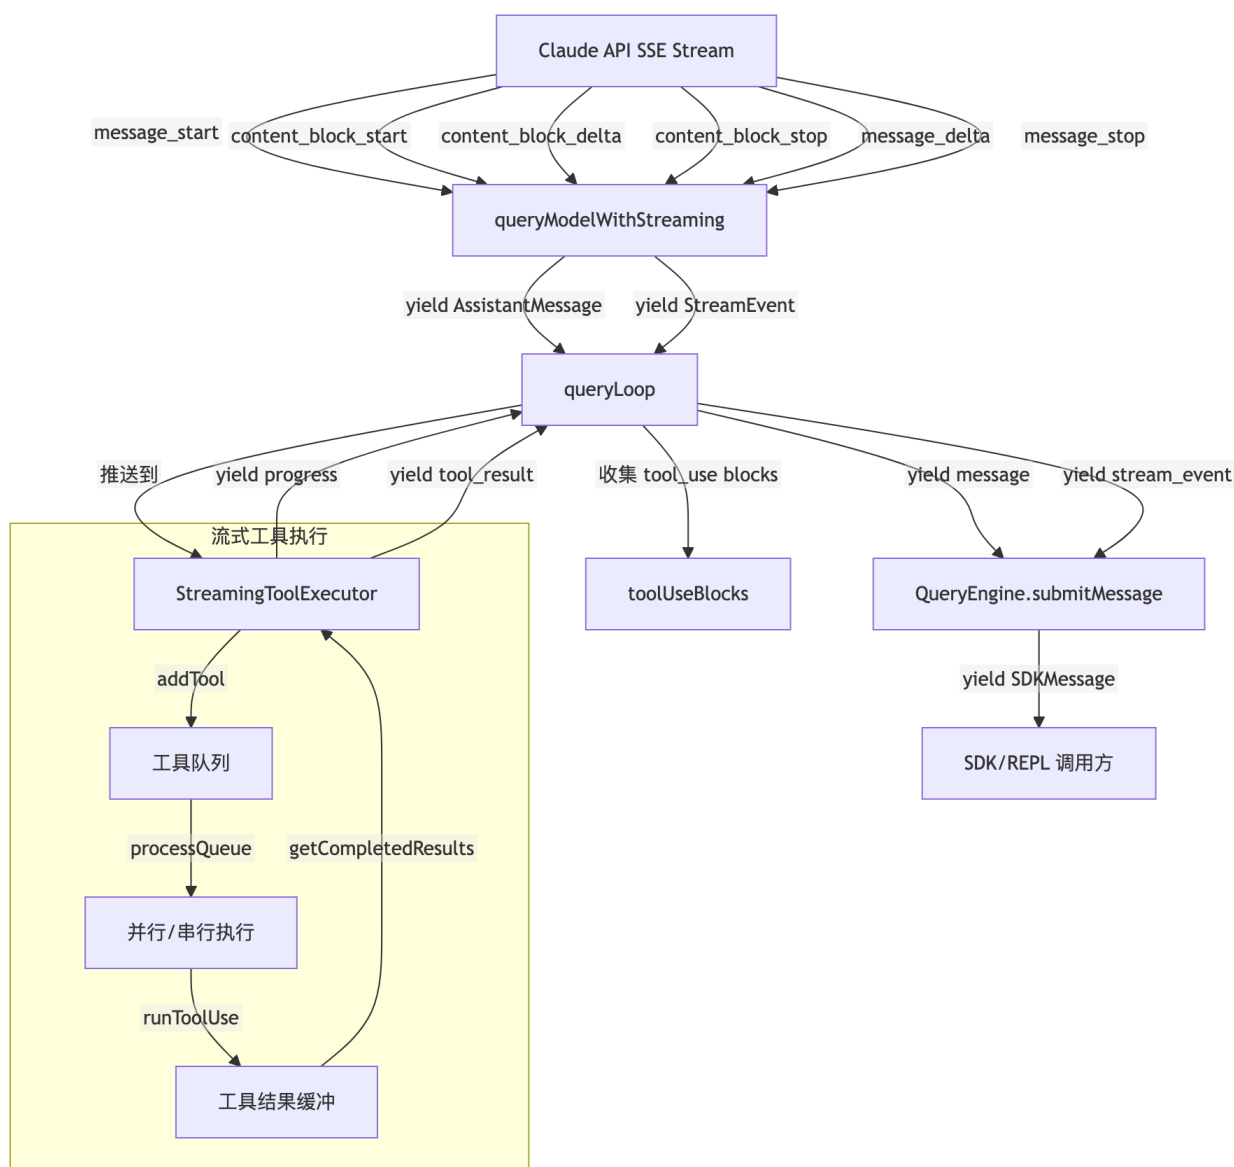 Claude API SSE Stream
message_start
content_block_start
content_block_delta
content_block_stop
message_delta
message_stop
queryModelWithStreaming
yield AssistantMessage
yield StreamEvent
queryLoop
推送到
yield progress
yield tool_result
收集 tool_use blocks
yield message
yield stream_event
流式工具执行
StreamingToolExecutor
toolUseBlocks
QueryEngine.submitMessage
addTool
yield SDKMessage
工具队列
SDK/REPL 调用方
processQueue
getCompletedResults
并行/串行执行
runToolUse
工具结果缓冲